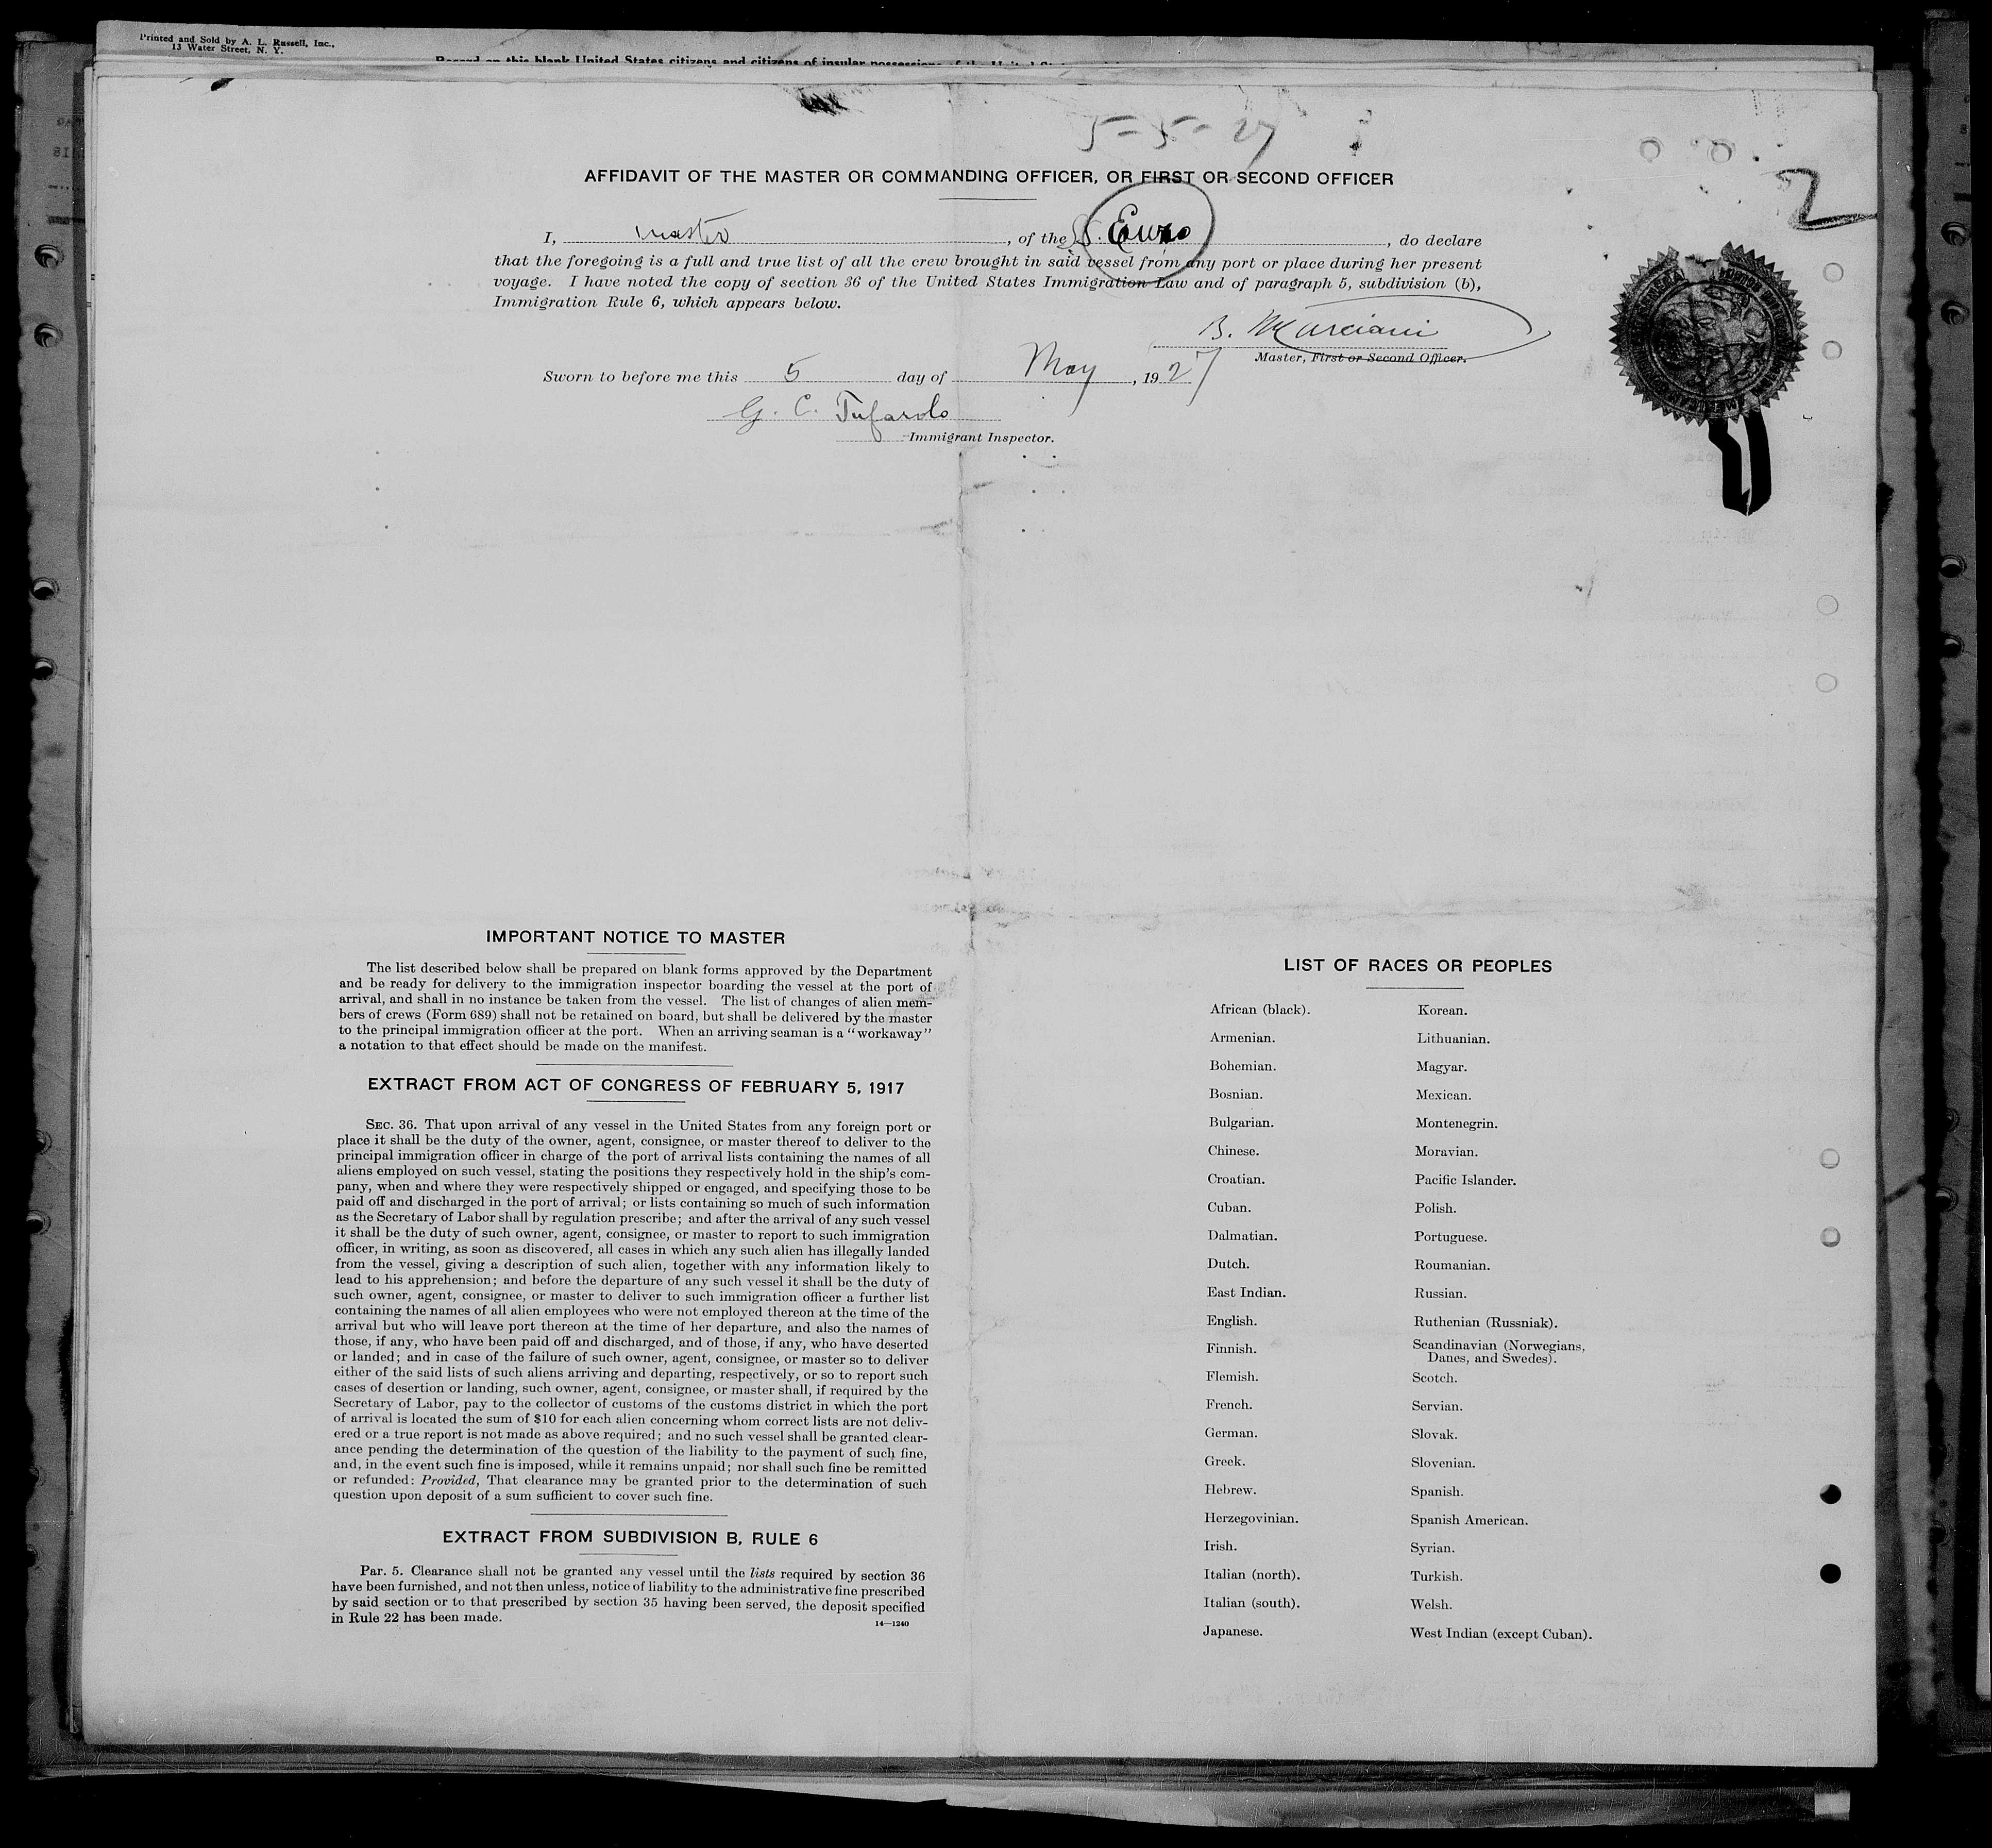 Printed and Sold by A. L. Russell, Inc.,
13 Water Street, N. Y.
Record on this blank United States citizens and citizens of insular possessions of the United
5-5-27
2
AFFIDAVIT OF THE MASTER OR COMMANDING OFFICER, OR FIRST OR SECOND OFFICER
I, master, of the SS. Euro, do declare
that the foregoing is a full and true list of all the crew brought in said vessel from any port or place during her present
voyage. I have noted the copy of section 36 of the United States Immigration Law and of paragraph 5, subdivision (b),
Immigration Rule 6, which appears below.
B. Marciani
Master, First or Second Officer.
Sworn to before me this 5 day of May, 1927
G. C. Tufarolo
Immigrant Inspector.
IMPORTANT NOTICE TO MASTER
The list described below shall be prepared on blank forms approved by the Department
and be ready for delivery to the immigration inspector boarding the vessel at the port of
arrival, and shall in no instance be taken from the vessel. The list of changes of alien mem-
bers of crews (Form 689) shall not be retained on board, but shall be delivered by the master
to the principal immigration officer at the port. When an arriving seaman is a "workaway"
a notation to that effect should be made on the manifest.
EXTRACT FROM ACT OF CONGRESS OF FEBRUARY 5, 1917
SEC. 36. That upon arrival of any vessel in the United States from any foreign port or
place it shall be the duty of the owner, agent, consignee, or master thereof to deliver to the
principal immigration officer in charge of the port of arrival lists containing the names of all
aliens employed on such vessel, stating the positions they respectively hold in the ship's com-
pany, when and where they were respectively shipped or engaged, and specifying those to be
paid off and discharged in the port of arrival; or lists containing so much of such information
as the Secretary of Labor shall by regulation prescribe; and after the arrival of any such vessel
it shall be the duty of such owner, agent, consignee, or master to report to such immigration
officer, in writing, as soon as discovered, all cases in which any such alien has illegally landed
from the vessel, giving a description of such alien, together with any information likely to
lead to his apprehension; and before the departure of any such vessel it shall be the duty of
such owner, agent, consignee, or master to deliver to such immigration officer a further list
containing the names of all alien employees who were not employed thereon at the time of the
arrival but who will leave port thereon at the time of her departure, and also the names of
those, if any, who have been paid off and discharged, and of those, if any, who have deserted
or landed; and in case of the failure of such owner, agent, consignee, or master so to deliver
either of the said lists of such aliens arriving and departing, respectively, or so to report such
cases of desertion or landing, such owner, agent, consignee, or master shall, if required by the
Secretary of Labor, pay to the collector of customs of the customs district in which the port
of arrival is located the sum of $10 for each alien concerning whom correct lists are not deliv-
ered or a true report is not made as above required; and no such vessel shall be granted clear-
ance pending the determination of the question of the liability to the payment of such fine,
and, in the event such fine is imposed, while it remains unpaid; nor shall such fine be remitted
or refunded: Provided, That clearance may be granted prior to the determination of such
question upon deposit of a sum sufficient to cover such fine.
EXTRACT FROM SUBDIVISION B, RULE 6
Par. 5. Clearance shall not be granted any vessel until the lists required by section 36
have been furnished, and not then unless, notice of liability to the administrative fine prescribed
by said section or to that prescribed by section 35 having been served, the deposit specified
in Rule 22 has been made.
14—1240
LIST OF RACES OR PEOPLES
African (black). Korean.
Armenian. Lithuanian.
Bohemian. Magyar.
Bosnian. Mexican.
Bulgarian. Montenegrin.
Chinese. Moravian.
Croatian. Pacific Islander.
Cuban. Polish.
Dalmatian. Portuguese.
Dutch. Roumanian.
East Indian. Russian.
English. Ruthenian (Russniak).
Finnish. Scandinavian (Norwegians,
Danes, and Swedes).
Flemish. Scotch.
French. Servian.
German. Slovak.
Greek. Slovenian.
Hebrew. Spanish.
Herzegovinian. Spanish American.
Irish. Syrian.
Italian (north). Turkish.
Italian (south). Welsh.
Japanese. West Indian (except Cuban).